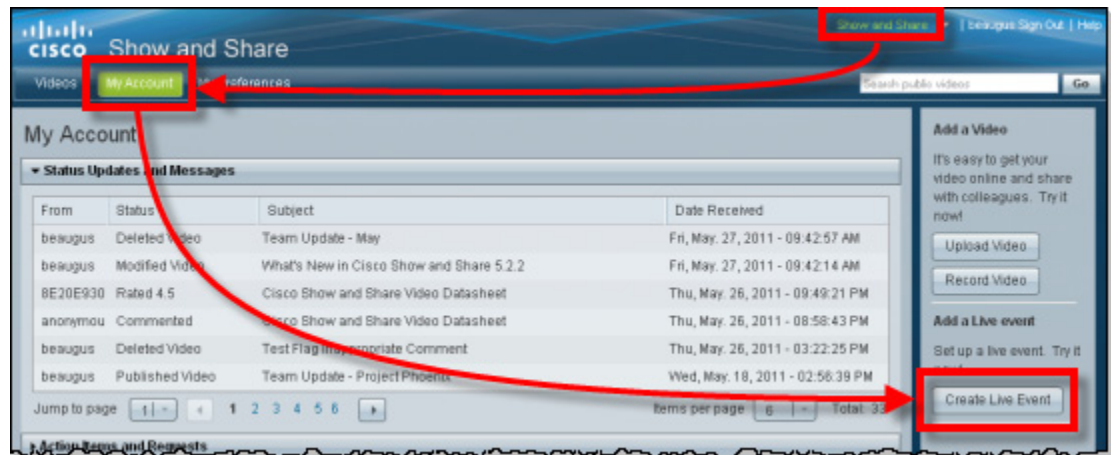 Show and Share | beaugus Sign Out | Help
CISCO Show and Share
Videos My Account My Preferences Search public videos Go
My Account
Status Updates and Messages
From Status Subject Date Received
beaugus Deleted Video Team Update - May Fri, May. 27, 2011 - 09:42:57 AM
beaugus Modified Video What's New in Cisco Show and Share 5.2.2 Fri, May. 27, 2011 - 09:42:14 AM
8E20E930 Rated 4.5 Cisco Show and Share Video Datasheet Thu, May. 26, 2011 - 09:49:21 PM
anonymou Commented Cisco Show and Share Video Datasheet Thu, May. 26, 2011 - 08:58:43 PM
beaugus Deleted Video Test Flag Inappropriate Comment Thu, May. 26, 2011 - 03:22:25 PM
beaugus Published Video Team Update - Project Phoenix Wed, May. 18, 2011 - 02:56:39 PM
Jump to page 1 1 2 3 4 5 6 Items per page 6 Total: 33
Action Items and Requests
Add a Video
It's easy to get your
video online and share
with colleagues. Try it
now!
Upload Video
Record Video
Add a Live event
Set up a live event. Try it
Create Live Event